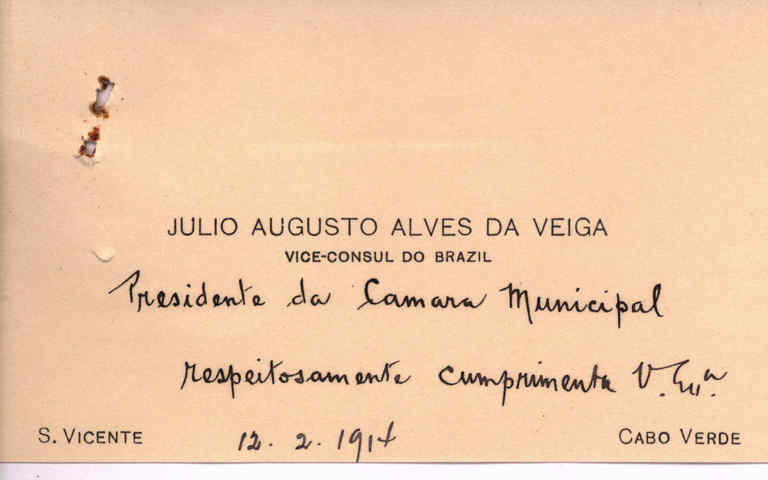 JULIO AUGUSTO ALVES DA VEIGA
VICE-CONSUL DO BRAZIL
Presidente da Camara Municipal
respeitosamente cumprimenta V. Exª.
S. VICENTE 12. 2. 1914 CABO VERDE